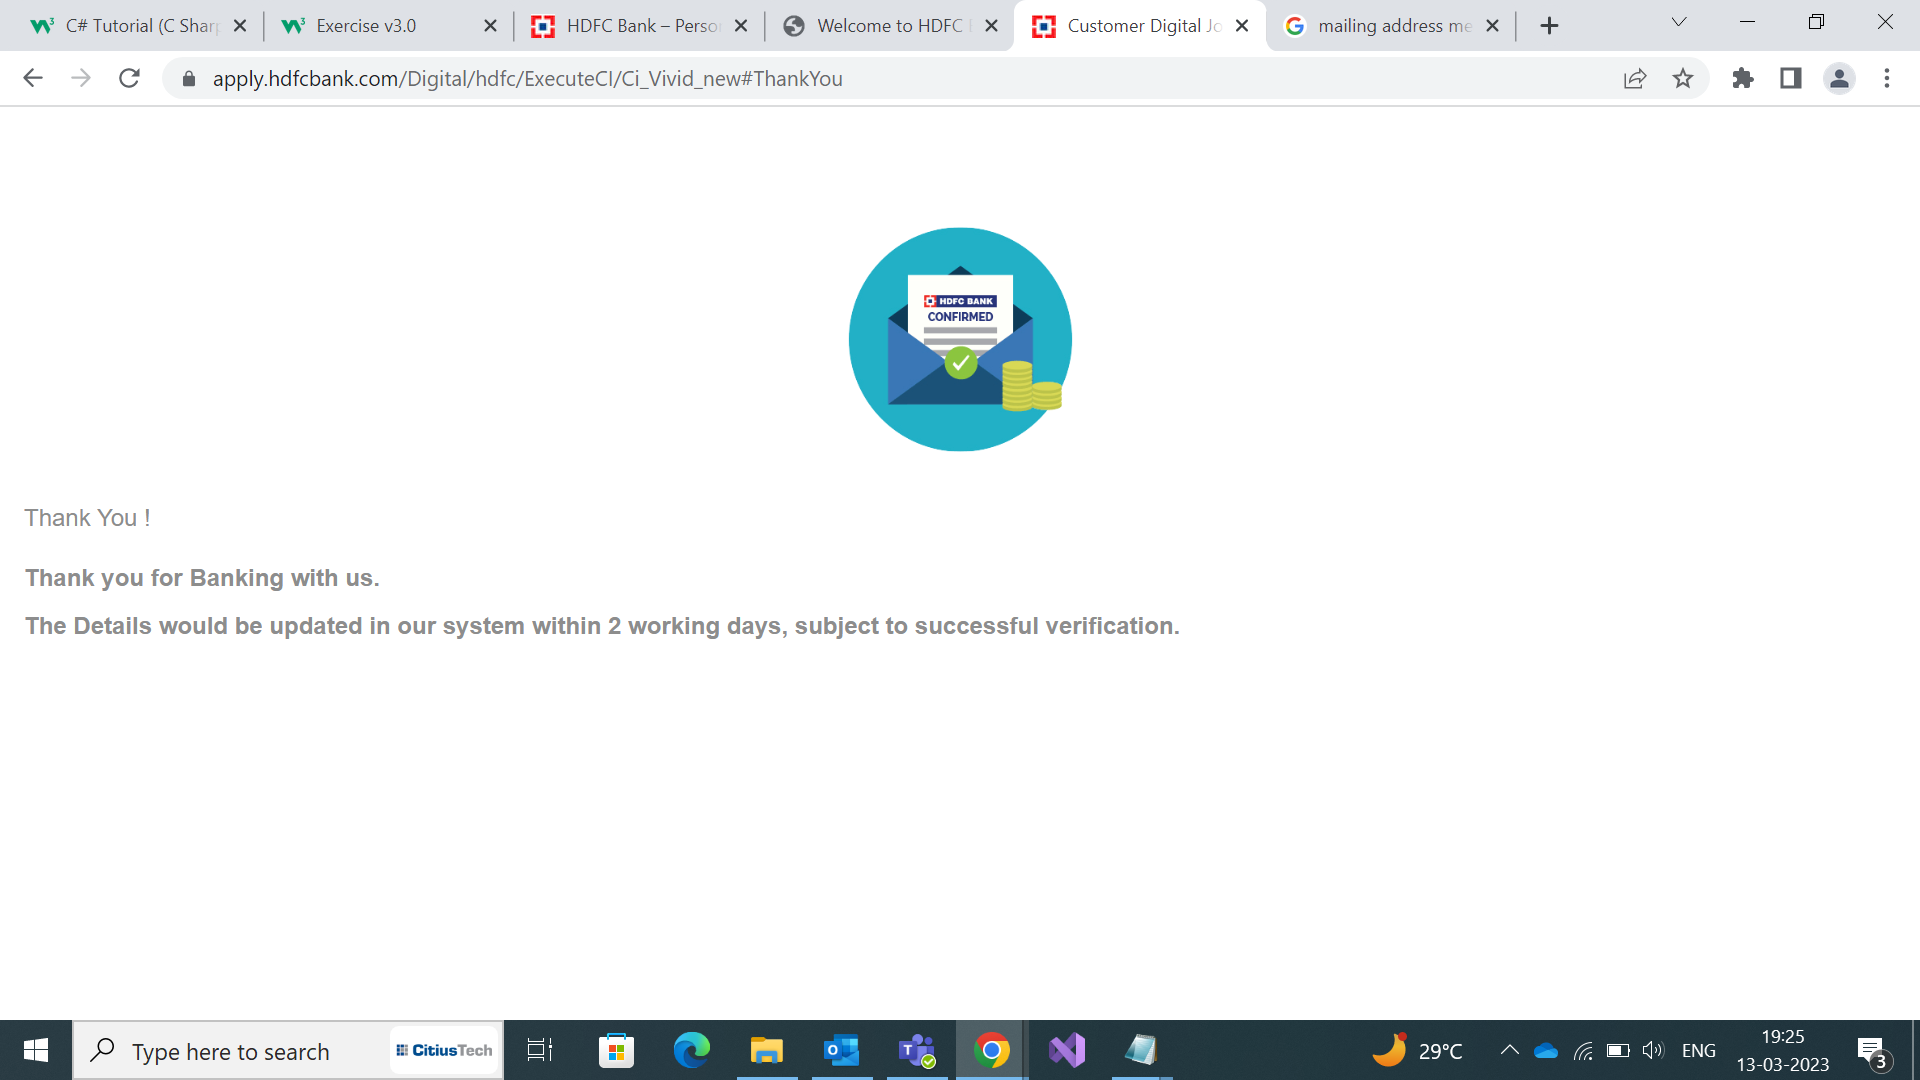 C# Tutorial (C Shar
Exercise v3.0
HDFC Bank – Perso
Welcome to HDFC
Customer Digital Jo
mailing address me
apply.hdfcbank.com/Digital/hdfc/ExecuteCI/Ci_Vivid_new#ThankYou
HDFC BANK
CONFIRMED
Thank You !
Thank you for Banking with us.
The Details would be updated in our system within 2 working days, subject to successful verification.
Type here to search
CitiusTech
29°C
ENG
19:25
13-03-2023
3